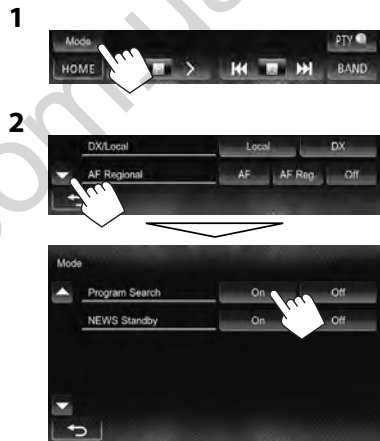 1
Mode PTY
HOME BAND
2
DX/Local Local DX
AF Regional AF AF Reg. Off
Mode
Program Search On Off
NEWS Standby On Off